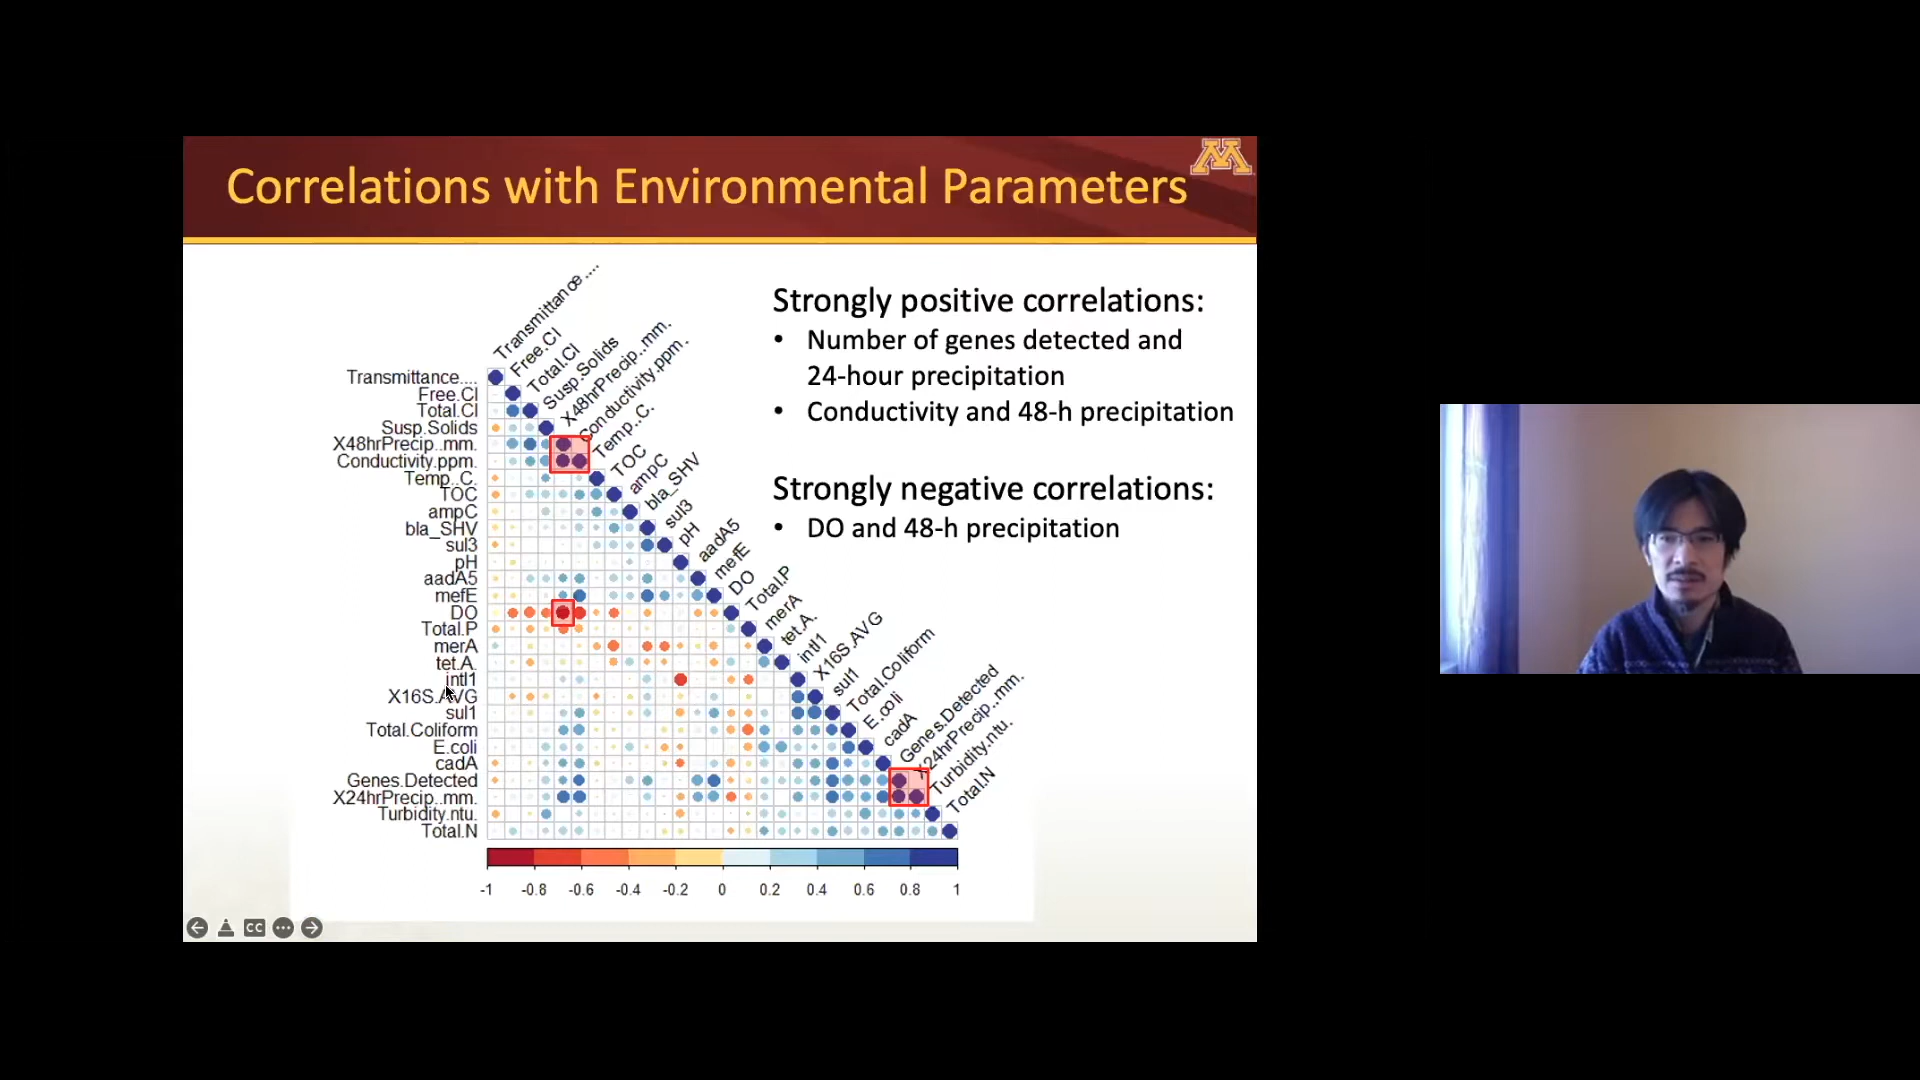 Correlations with Environmental Parameters
M
Strongly positive correlations:
• Number of genes detected and
24-hour precipitation
• Conductivity and 48-h precipitation
Strongly negative correlations:
• DO and 48-h precipitation
Transmittance....
Free.Cl
Total.Cl
Susp.Solids
X48hrPrecip..mm.
Conductivity.ppm.
Temp..C.
TOC
ampC
bla_SHV
sul3
pH
aadA5
mefE
DO
Total.P
merA
tet.A.
intI1
X16S.AVG
sul1
Total.Coliform
E.coli
cadA
Genes.Detected
X24hrPrecip..mm.
Turbidity.ntu.
Total.N
Transmittance....
Free.Cl
Total.Cl
Susp.Solids
X48hrPrecip..mm.
Conductivity.ppm.
Temp..C.
TOC
ampC
bla_SHV
sul3
pH
aadA5
mefE
DO
Total.P
merA
tet.A.
intI1
X16S.AVG
sul1
Total.Coliform
E.coli
cadA
Genes.Detected
X24hrPrecip..mm.
Turbidity.ntu.
Total.N
-1 -0.8 -0.6 -0.4 -0.2 0 0.2 0.4 0.6 0.8 1
CC